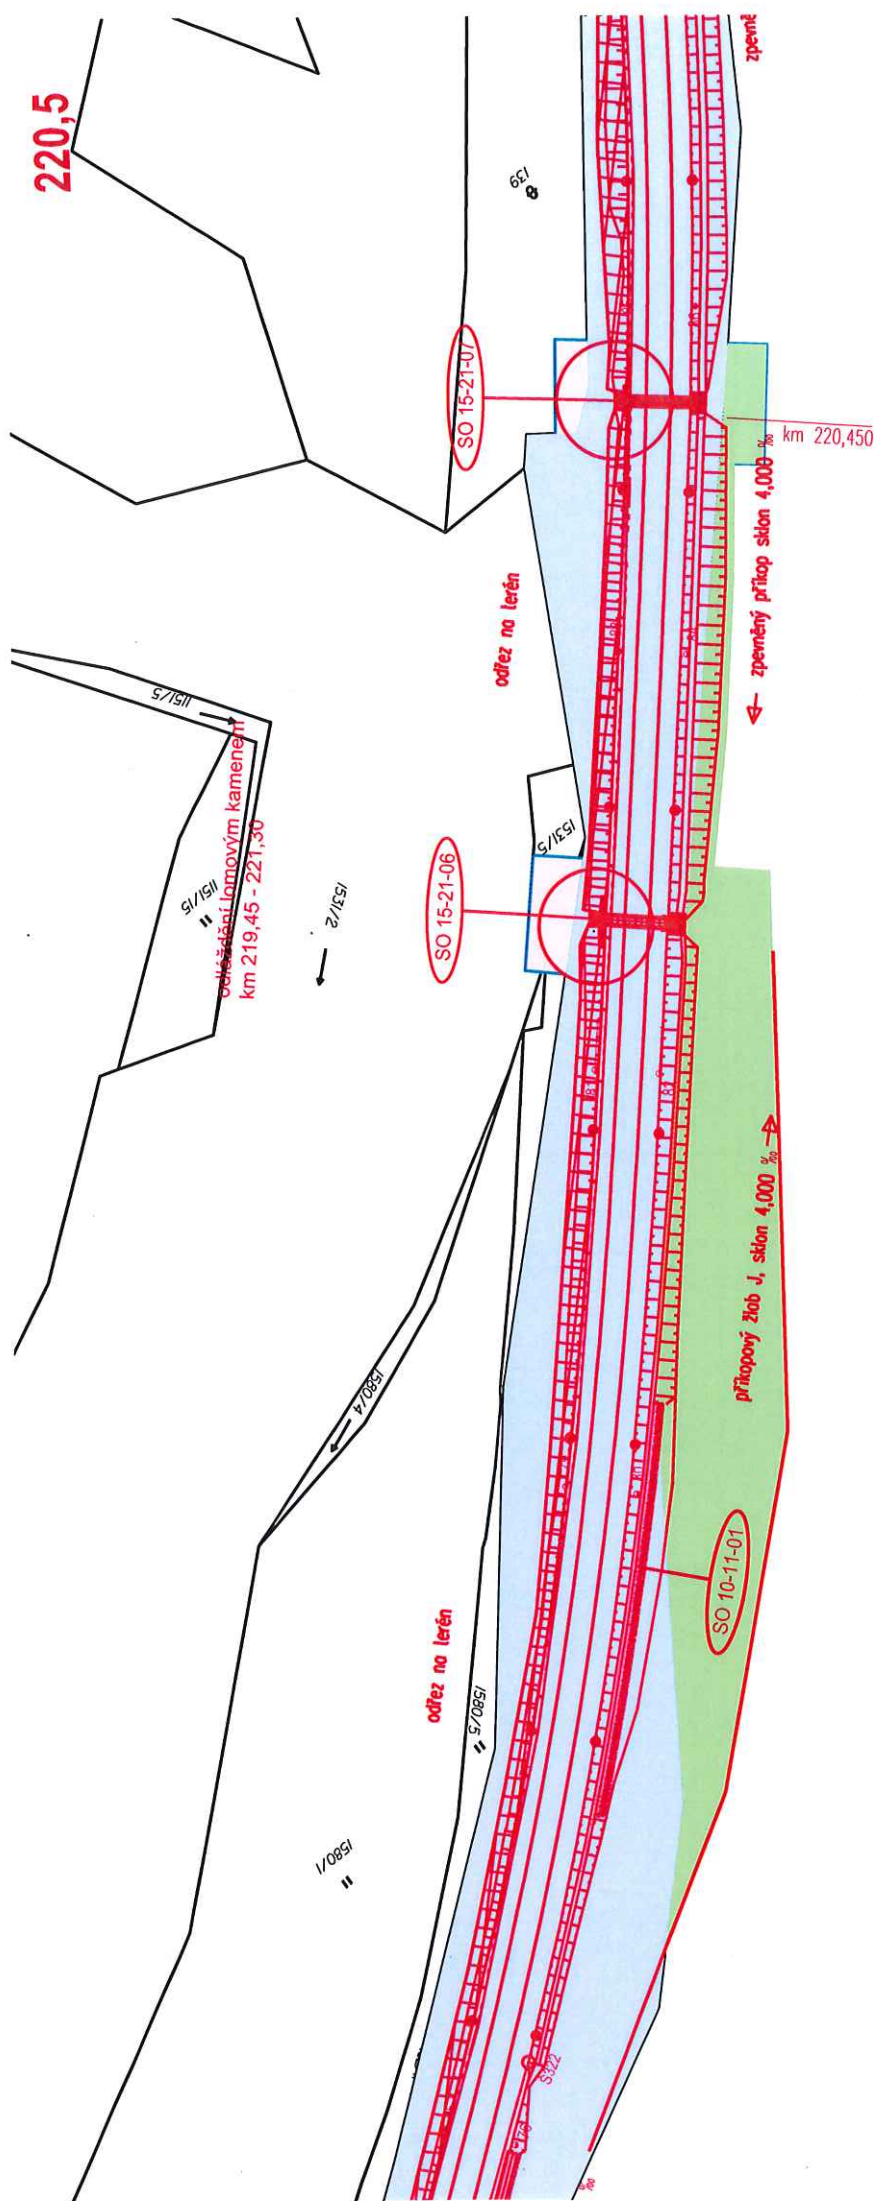 220,5
zpevně
139
SO 15-21-07
km 220,450
zpevněný příkop sklon 4,000 ‰
odřez na terén
1151/5
odláždění lomovým kamenem
km 219,45 - 221,30
1151/15
1531/2
1531/5
SO 15-21-06
příkopový žlab J, sklon 4,000 ‰
1580/4
SO 10-11-01
odřez na terén
1580/5
1580/1
S322
‰